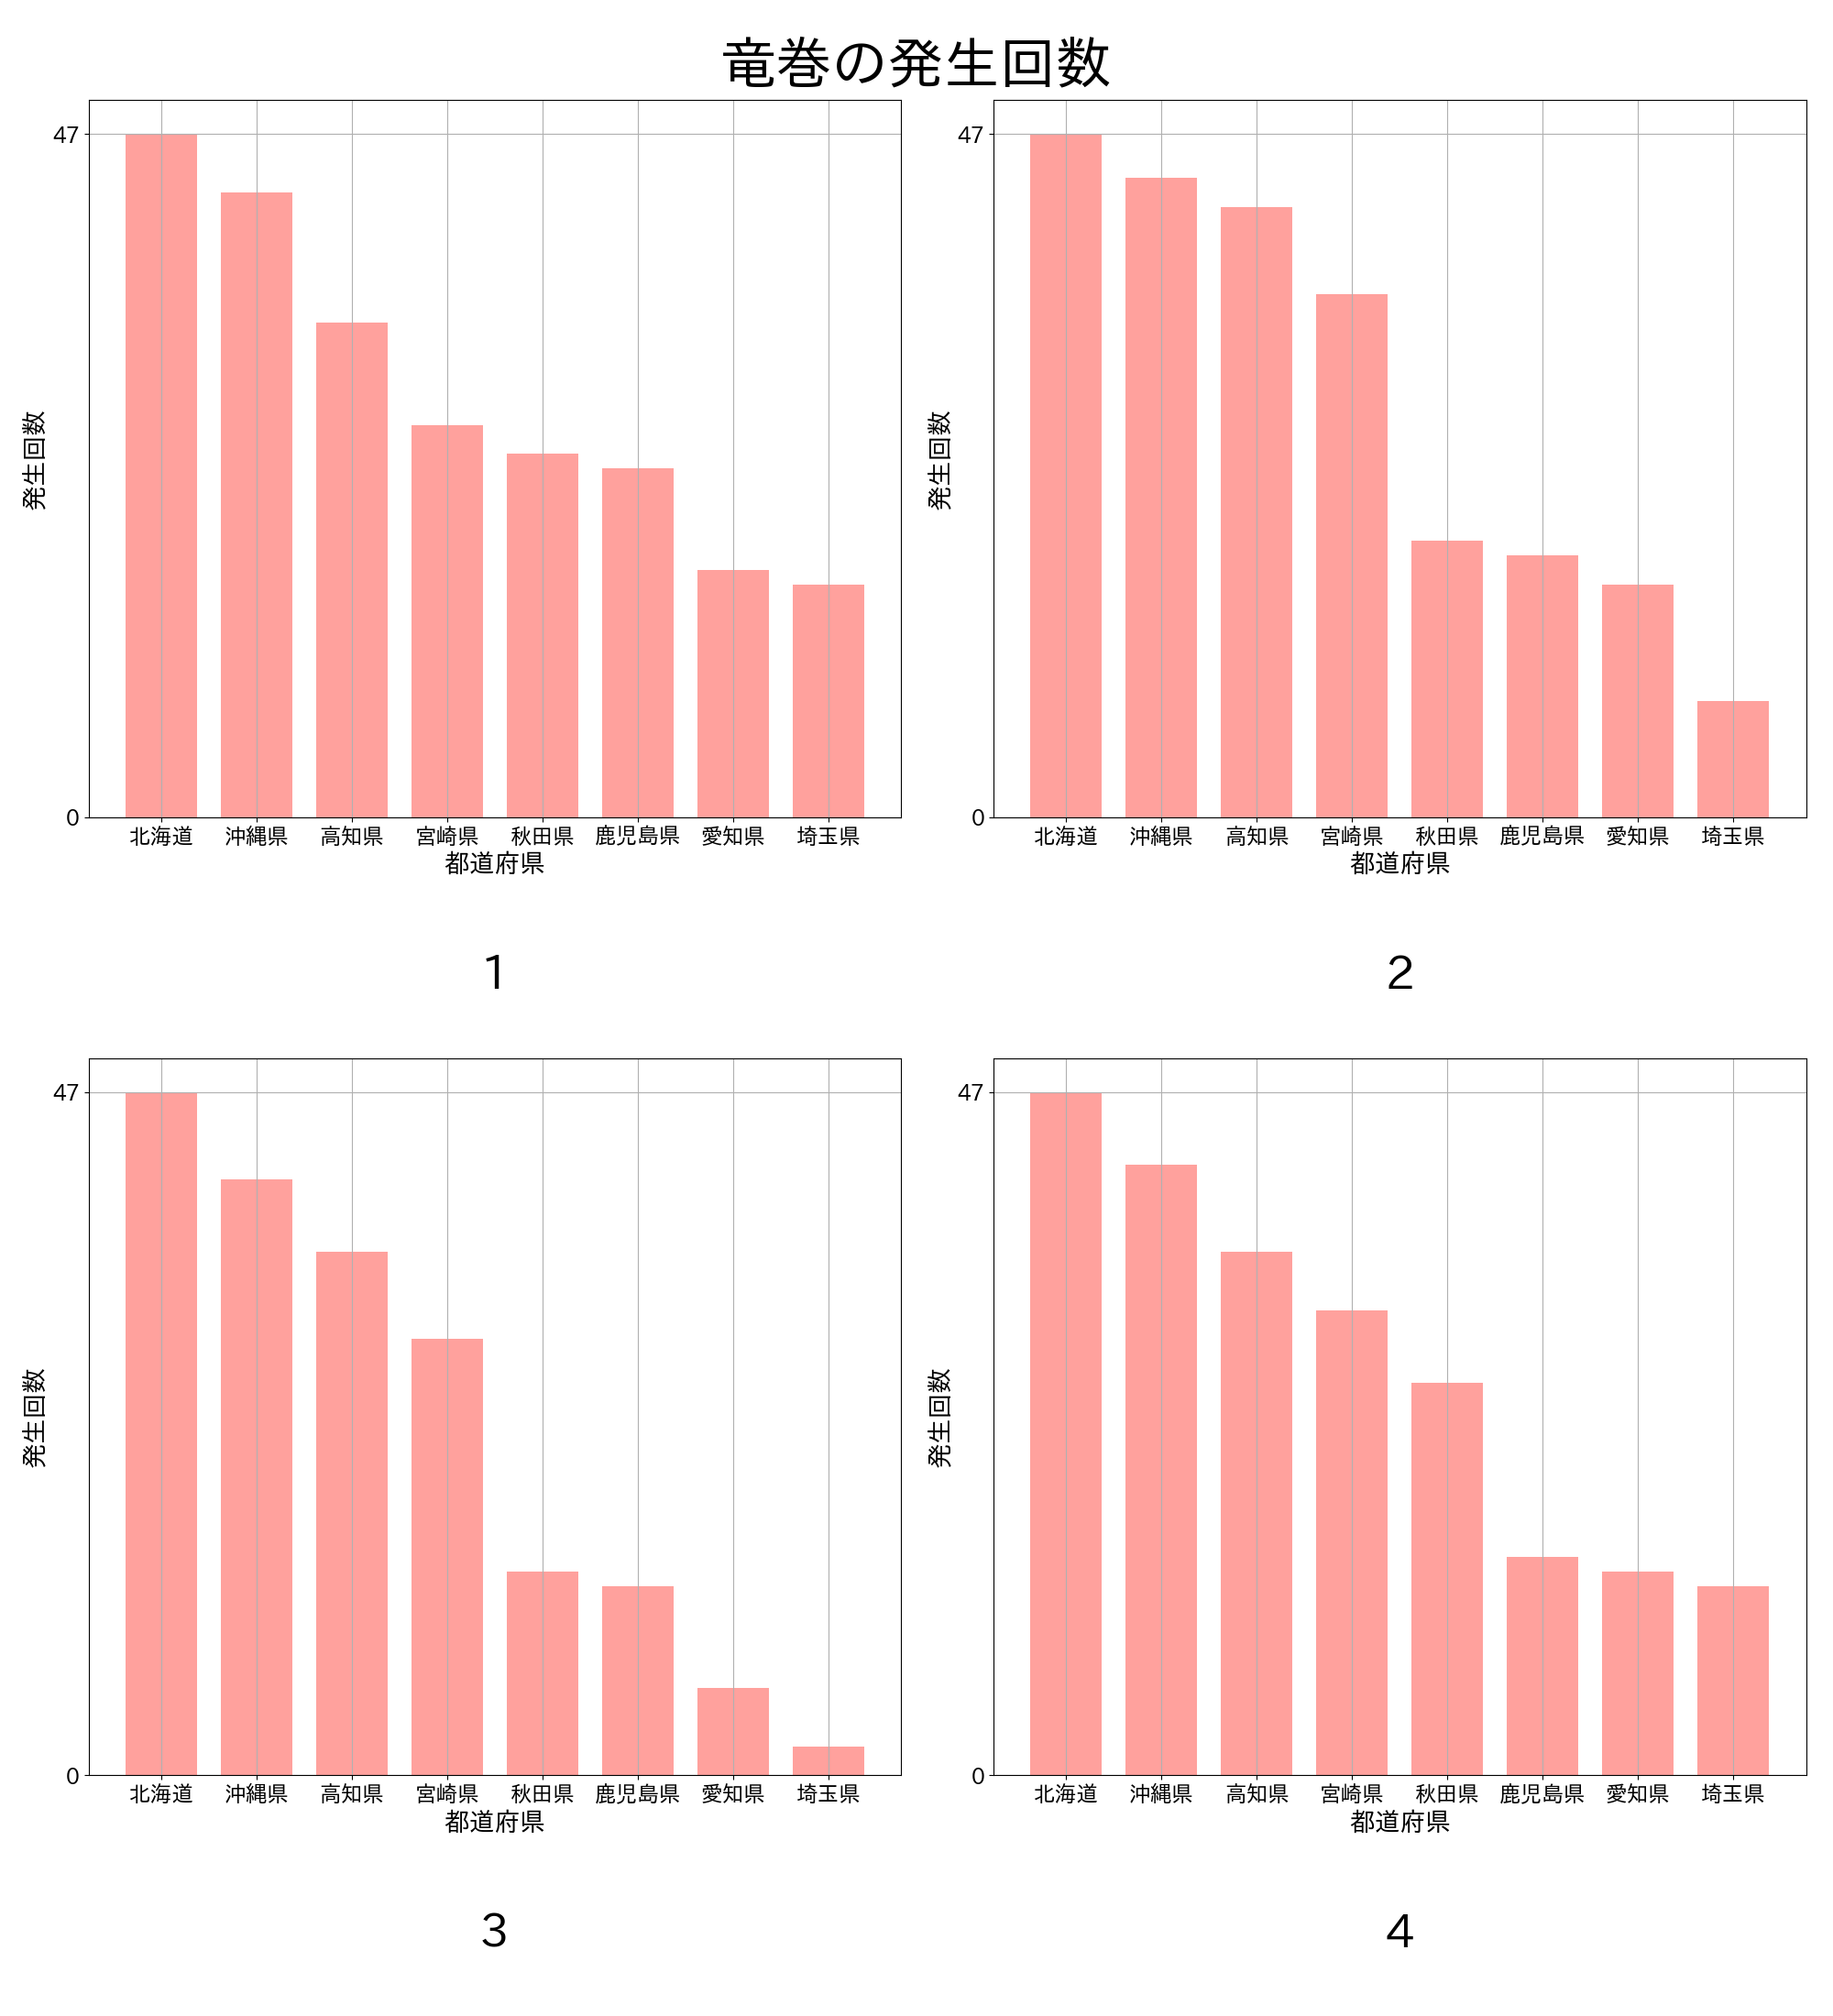 竜巻の発生回数
47
0
発生回数
北海道 沖縄県 高知県 宮崎県 秋田県 鹿児島県 愛知県 埼玉県
都道府県
1
47
0
発生回数
北海道 沖縄県 高知県 宮崎県 秋田県 鹿児島県 愛知県 埼玉県
都道府県
2
47
0
発生回数
北海道 沖縄県 高知県 宮崎県 秋田県 鹿児島県 愛知県 埼玉県
都道府県
3
47
0
発生回数
北海道 沖縄県 高知県 宮崎県 秋田県 鹿児島県 愛知県 埼玉県
都道府県
4